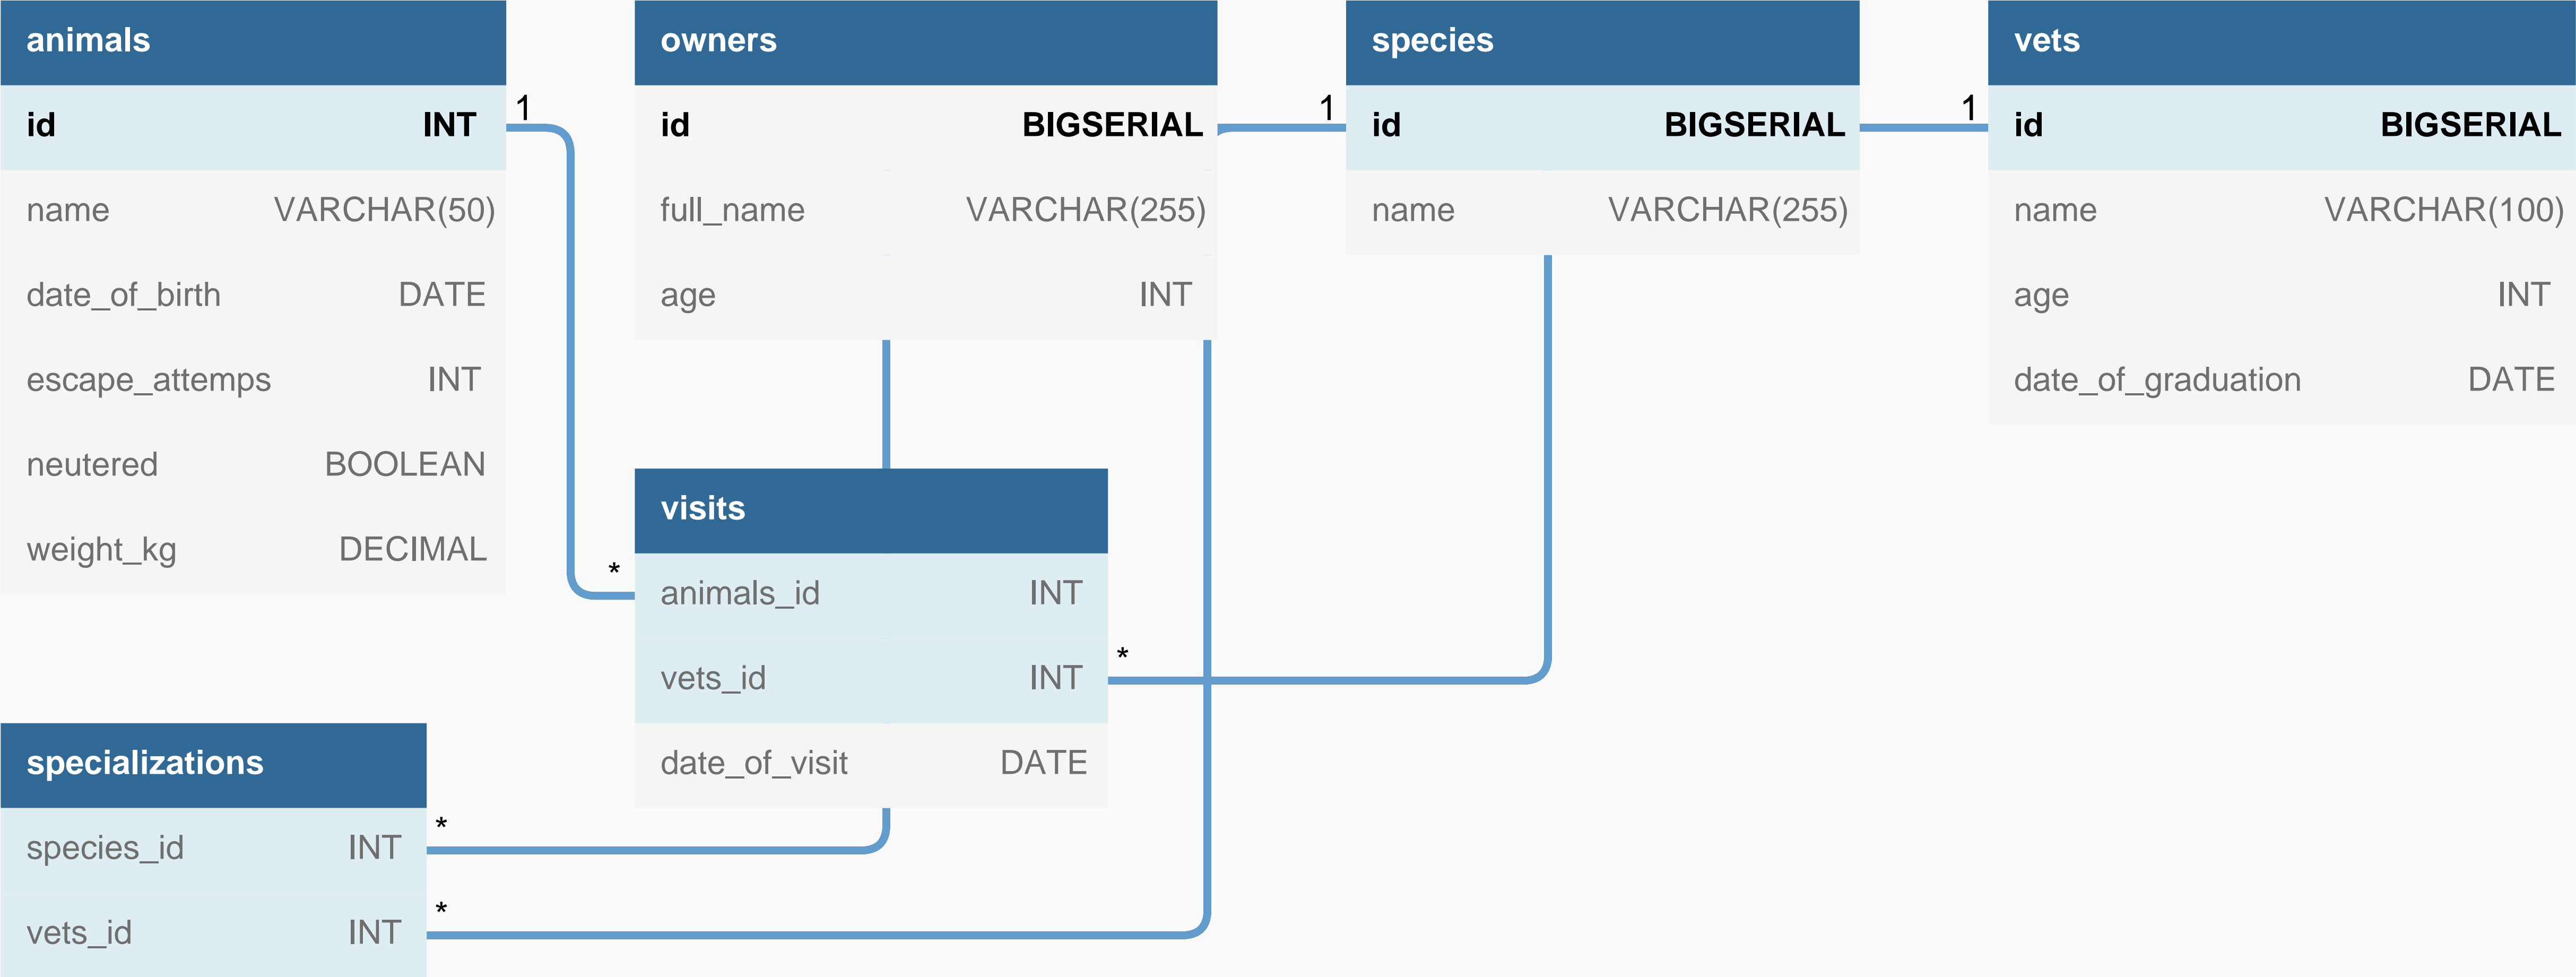 animals
id INT 1
name VARCHAR(50)
date_of_birth DATE
escape_attemps INT
neutered BOOLEAN
weight_kg DECIMAL
owners
id BIGSERIAL
full_name VARCHAR(255)
age INT
1
species
id BIGSERIAL
name VARCHAR(255)
1
vets
id BIGSERIAL
name VARCHAR(100)
age INT
date_of_graduation DATE
visits
* animals_id INT
vets_id INT *
date_of_visit DATE
specializations
species_id INT *
vets_id INT *